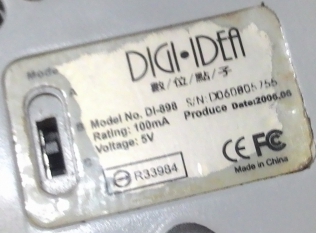 Mode
A
B
C
DIGI•IDEA
數/位/點/子
Model No. DI-898 S/N:D060805755
Rating: 100mA Produce Date:2006.06
Voltage: 5V
R33984
CE FC
Made in China